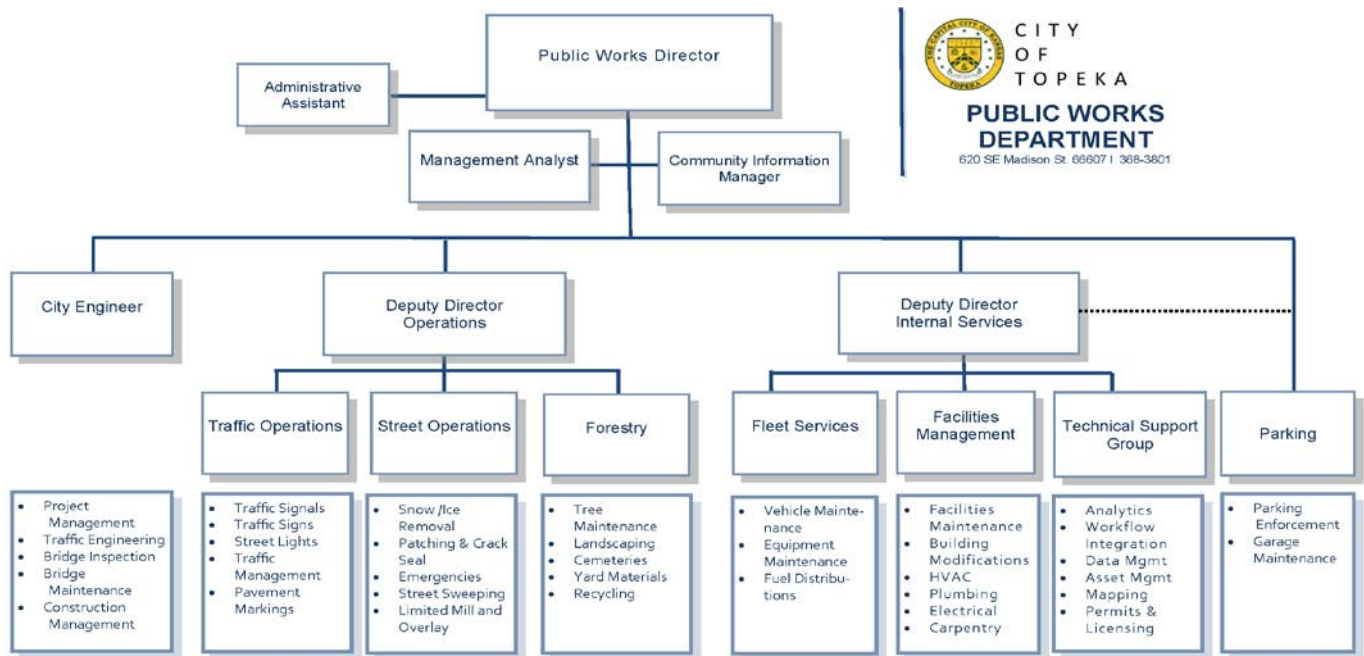 Public Works Director
Administrative
Assistant
Management Analyst
Community Information
Manager
THE CAPITAL CITY OF KANSAS
TOPEKA
CITY
OF
TOPEKA
PUBLIC WORKS
DEPARTMENT
620 SE Madison St. 66607 I 368-3801
City Engineer
Deputy Director
Operations
Deputy Director
Internal Services
Traffic Operations
Street Operations
Forestry
Fleet Services
Facilities
Management
Technical Support
Group
Parking
• Project
Management
• Traffic Engineering
• Bridge Inspection
• Bridge
Maintenance
• Construction
Management
• Traffic Signals
• Traffic Signs
• Street Lights
• Traffic
Management
• Pavement
Markings
• Snow /Ice
Removal
• Patching & Crack
Seal
• Emergencies
• Street Sweeping
• Limited Mill and
Overlay
• Tree
Maintenance
• Landscaping
• Cemeteries
• Yard Materials
• Recycling
• Vehicle Mainte-
nance
• Equipment
Maintenance
• Fuel Distribu-
tions
• Facilities
Maintenance
• Building
Modifications
• HVAC
• Plumbing
• Electrical
• Carpentry
• Analytics
• Workflow
Integration
• Data Mgmt
• Asset Mgmt
• Mapping
• Permits &
Licensing
• Parking
Enforcement
• Garage
Maintenance